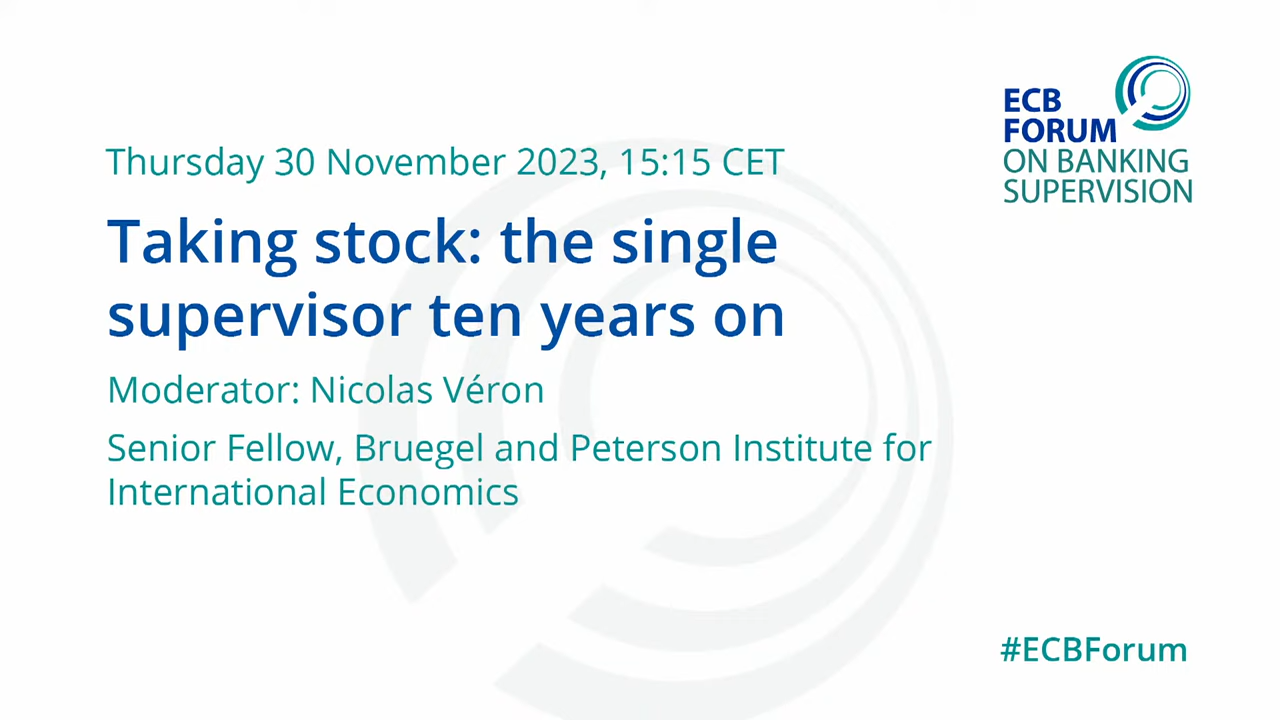 ECB
FORUM
ON BANKING
SUPERVISION
Thursday 30 November 2023, 15:15 CET
Taking stock: the single
supervisor ten years on
Moderator: Nicolas Véron
Senior Fellow, Bruegel and Peterson Institute for
International Economics
#ECBForum